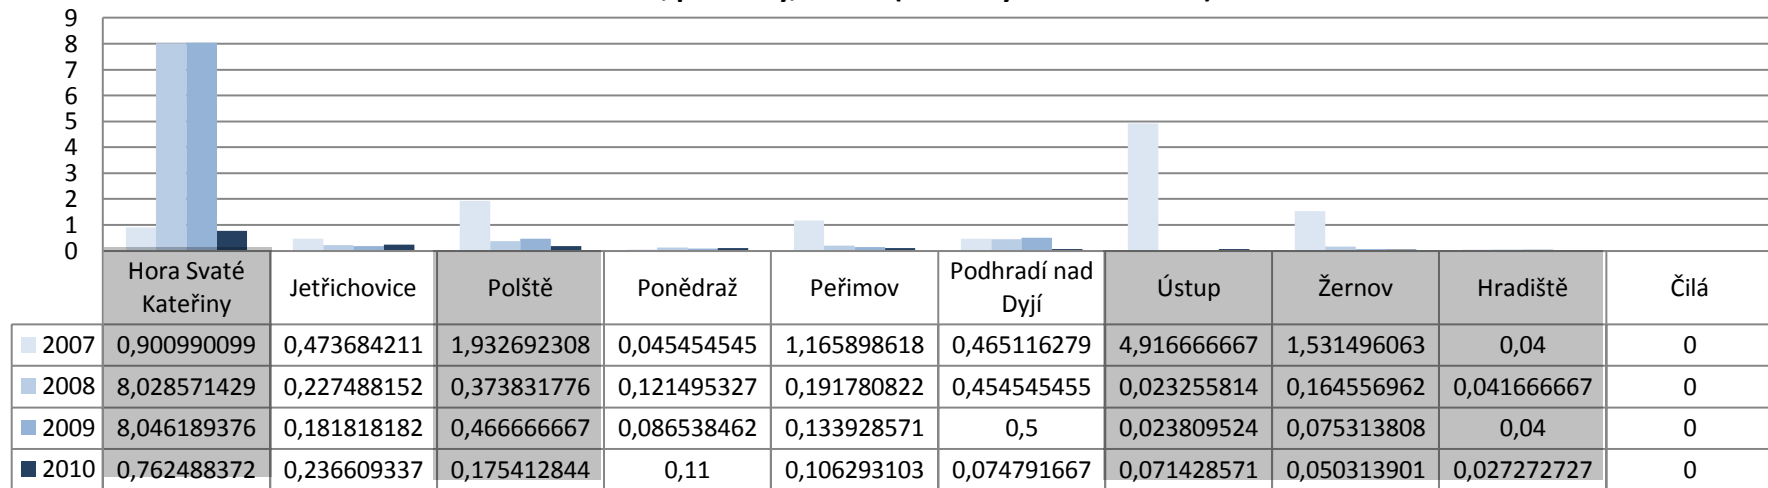 9
8
7
6
5
4
3
2
1
0
Hora Svaté Kateřiny Jetřichovice Polště Ponědraž Peřimov Podhradí nad Dyjí Ústup Žernov Hradiště Čilá
2007 0,900990099 0,473684211 1,932692308 0,045454545 1,165898618 0,465116279 4,916666667 1,531496063 0,04 0
2008 8,028571429 0,227488152 0,373831776 0,121495327 0,191780822 0,454545455 0,023255814 0,164556962 0,041666667 0
2009 8,046189376 0,181818182 0,466666667 0,086538462 0,133928571 0,5 0,023809524 0,075313808 0,04 0
2010 0,762488372 0,236609337 0,175412844 0,11 0,106293103 0,074791667 0,071428571 0,050313901 0,027272727 0